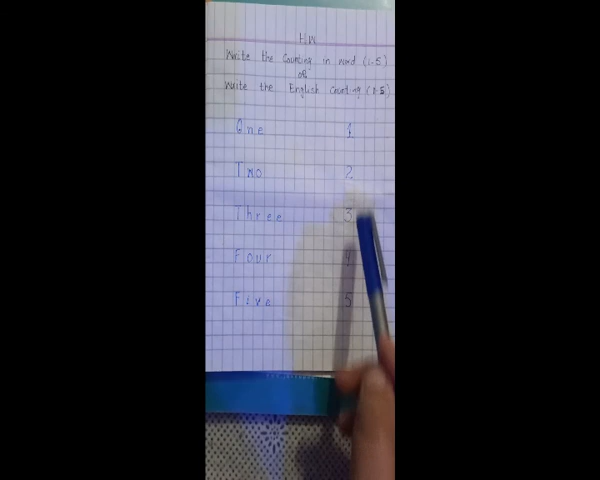 H.W
Write the Counting in word (1-5)
OR
Write the English Counting (1-5)
One 1
Two 2
Three 3
Four 4
Five 5